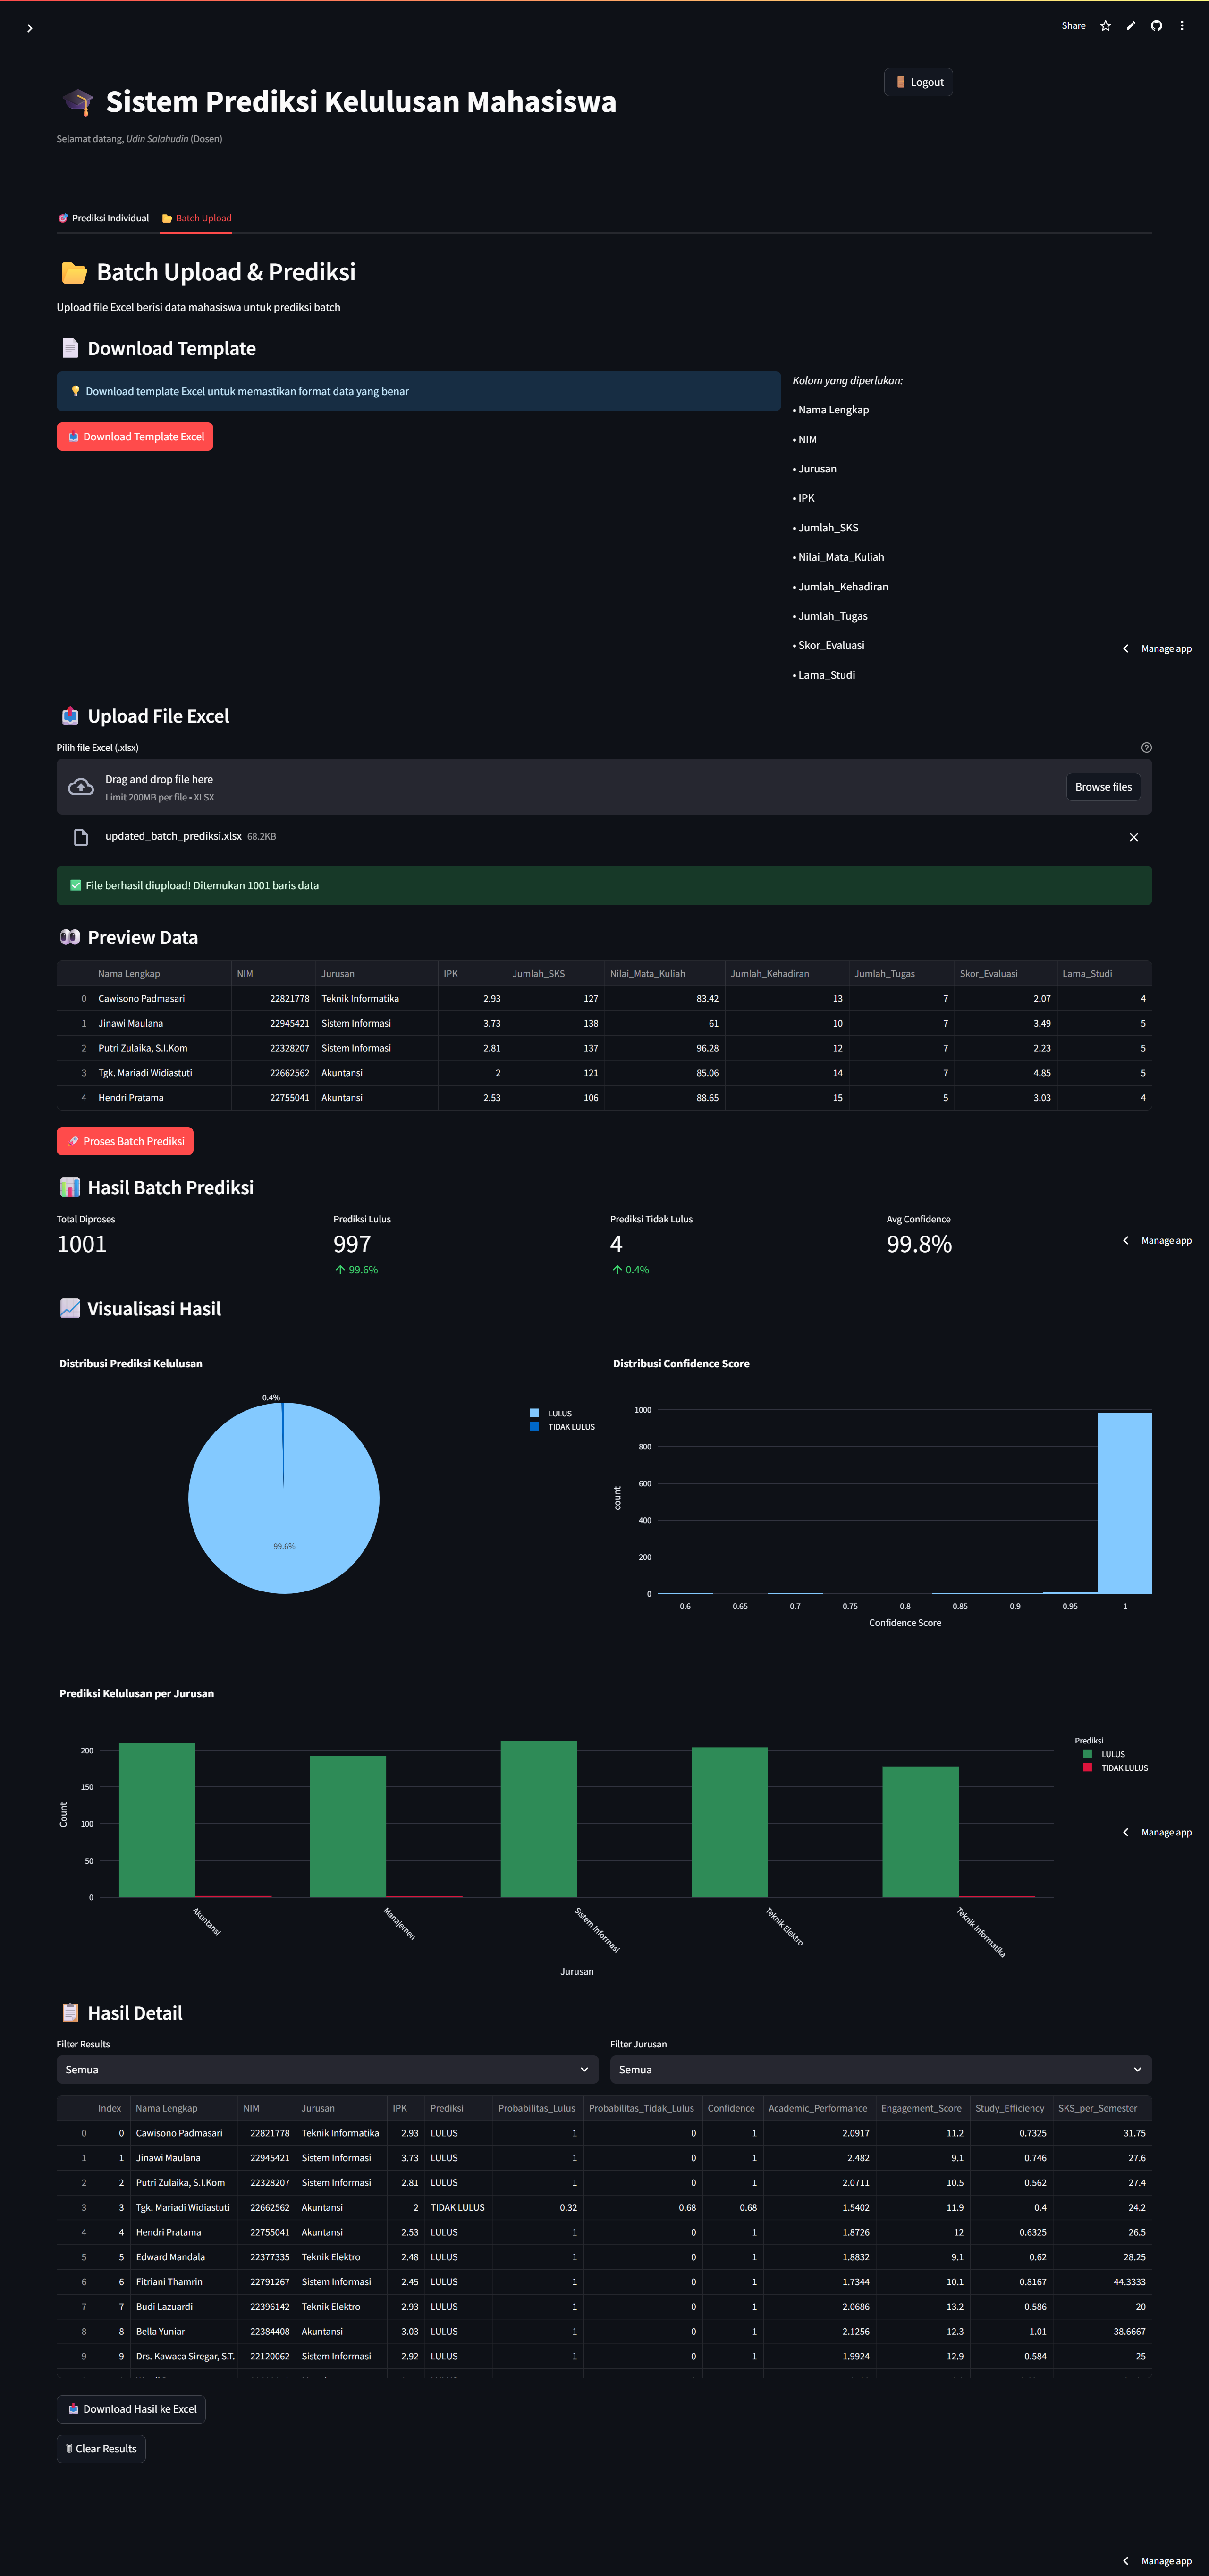 Share
Logout
Sistem Prediksi Kelulusan Mahasiswa
Selamat datang, Udin Salahudin (Dosen)
Prediksi Individual Batch Upload
Batch Upload & Prediksi
Upload file Excel berisi data mahasiswa untuk prediksi batch
Download Template
Download template Excel untuk memastikan format data yang benar
Download Template Excel
Kolom yang diperlukan:
• Nama Lengkap
• NIM
• Jurusan
• IPK
• Jumlah_SKS
• Nilai_Mata_Kuliah
• Jumlah_Kehadiran
• Jumlah_Tugas
• Skor_Evaluasi
Manage app
• Lama_Studi
Upload File Excel
Pilih file Excel (.xlsx)
Drag and drop file here
Limit 200MB per file • XLSX
Browse files
updated_batch_prediksi.xlsx 68.2KB
File berhasil diupload! Ditemukan 1001 baris data
Preview Data
Nama Lengkap NIM Jurusan IPK Jumlah_SKS Nilai_Mata_Kuliah Jumlah_Kehadiran Jumlah_Tugas Skor_Evaluasi Lama_Studi
0 Cawisono Padmasari 22821778 Teknik Informatika 2.93 127 83.42 13 7 2.07 4
1 Jinawi Maulana 22945421 Sistem Informasi 3.73 138 61 10 7 3.49 5
2 Putri Zulaika, S.I.Kom 22328207 Sistem Informasi 2.81 137 96.28 12 7 2.23 5
3 Tgk. Mariadi Widiastuti 22662562 Akuntansi 2 121 85.06 14 7 4.85 5
4 Hendri Pratama 22755041 Akuntansi 2.53 106 88.65 15 5 3.03 4
Proses Batch Prediksi
Hasil Batch Prediksi
Total Diproses Prediksi Lulus Prediksi Tidak Lulus Avg Confidence
1001 997 4 99.8%
Manage app
↑ 99.6% ↑ 0.4%
Visualisasi Hasil
Distribusi Prediksi Kelulusan
0.4%
99.6%
LULUS
TIDAK LULUS
Distribusi Confidence Score
1000
800
600
400
200
0
count
0.6 0.65 0.7 0.75 0.8 0.85 0.9 0.95 1
Confidence Score
Prediksi Kelulusan per Jurusan
200
150
100
50
0
Count
Akuntansi Manajemen Sistem Informasi Teknik Elektro Teknik Informatika
Jurusan
Prediksi
LULUS
TIDAK LULUS
Manage app
Hasil Detail
Filter Results Filter Jurusan
Semua Semua
Index Nama Lengkap NIM Jurusan IPK Prediksi Probabilitas_Lulus Probabilitas_Tidak_Lulus Confidence Academic_Performance Engagement_Score Study_Efficiency SKS_per_Semester
0 0 Cawisono Padmasari 22821778 Teknik Informatika 2.93 LULUS 1 0 1 2.0917 11.2 0.7325 31.75
1 1 Jinawi Maulana 22945421 Sistem Informasi 3.73 LULUS 1 0 1 2.482 9.1 0.746 27.6
2 2 Putri Zulaika, S.I.Kom 22328207 Sistem Informasi 2.81 LULUS 1 0 1 2.0711 10.5 0.562 27.4
3 3 Tgk. Mariadi Widiastuti 22662562 Akuntansi 2 TIDAK LULUS 0.32 0.68 0.68 1.5402 11.9 0.4 24.2
4 4 Hendri Pratama 22755041 Akuntansi 2.53 LULUS 1 0 1 1.8726 12 0.6325 26.5
5 5 Edward Mandala 22377335 Teknik Elektro 2.48 LULUS 1 0 1 1.8832 9.1 0.62 28.25
6 6 Fitriani Thamrin 22791267 Sistem Informasi 2.45 LULUS 1 0 1 1.7344 10.1 0.8167 44.3333
7 7 Budi Lazuardi 22396142 Teknik Elektro 2.93 LULUS 1 0 1 2.0686 13.2 0.586 20
8 8 Bella Yuniar 22384408 Akuntansi 3.03 LULUS 1 0 1 2.1256 12.3 1.01 38.6667
9 9 Drs. Kawaca Siregar, S.T. 22120062 Sistem Informasi 2.92 LULUS 1 0 1 1.9924 12.9 0.584 25
Download Hasil ke Excel
Clear Results
Manage app